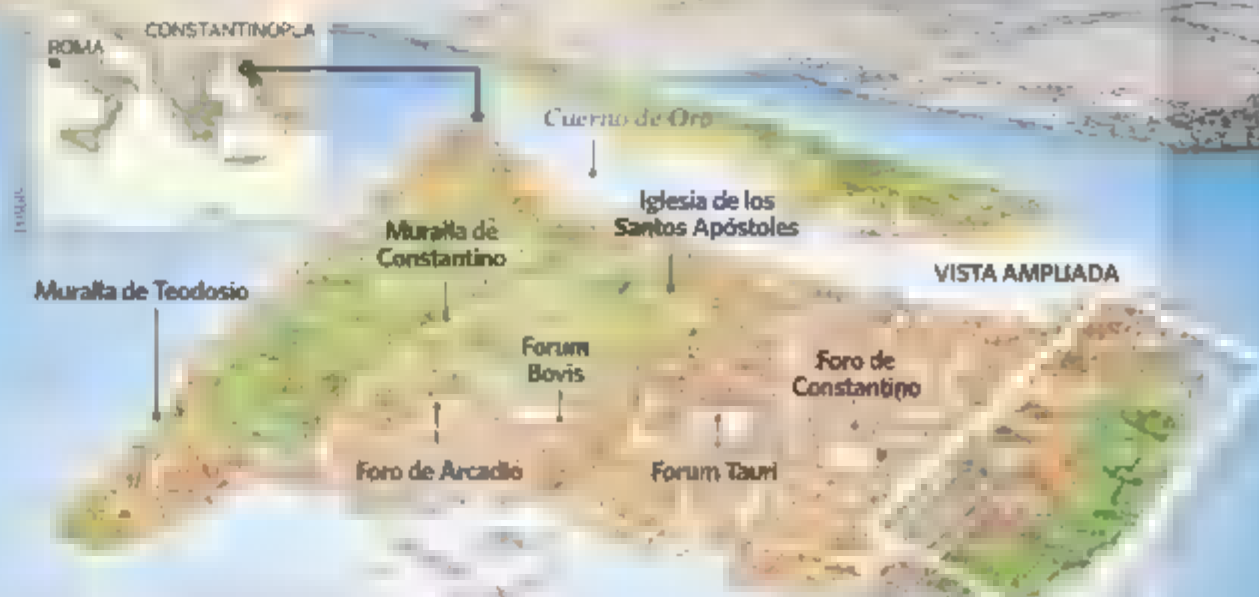 CONSTANTINOPLA
ROMA
Cuerno de Oro
Iglesia de los
Santos Apóstoles
Muralla de
Constantino
VISTA AMPLIADA
Muralla de Teodosio
Forum
Bovis
Foro de
Constantino
Foro de Arcadio
Forum Tauri